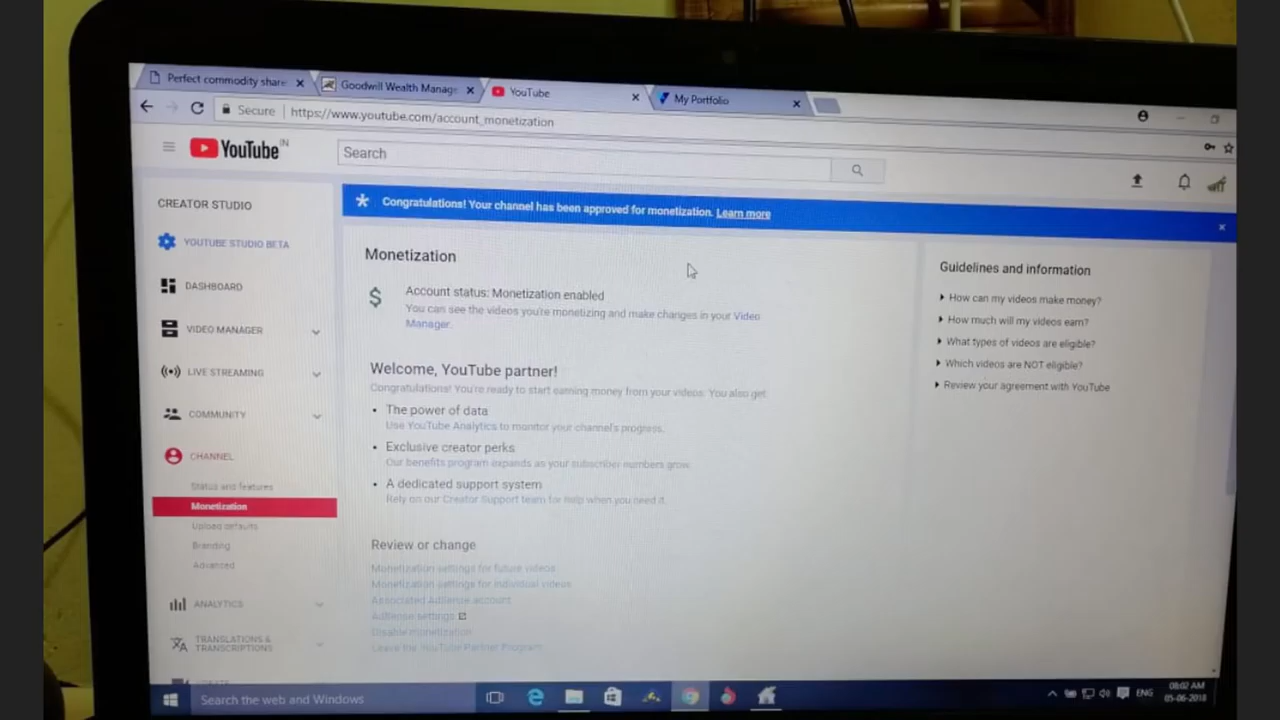 Perfect commodity share
Goodwill Wealth Manage
YouTube
My Portfolio
Secure
https://www.youtube.com/account_monetization
YouTube IN
Search
CREATOR STUDIO
Congratulations! Your channel has been approved for monetization. Learn more
YOUTUBE STUDIO BETA
DASHBOARD
VIDEO MANAGER
LIVE STREAMING
COMMUNITY
CHANNEL
Status and features
Monetization
Upload defaults
Branding
Advanced
ANALYTICS
TRANSLATIONS &
TRANSCRIPTIONS
Monetization
Account status: Monetization enabled
You can see the videos you're monetizing and make changes in your Video
Manager.
Welcome, YouTube partner!
Congratulations! You're ready to start earning money from your videos. You also get:
The power of data
Use YouTube Analytics to monitor your channel's progress.
Exclusive creator perks
Our benefits program expands as your subscriber numbers grow.
A dedicated support system
Rely on our Creator Support team for help when you need it.
Review or change
Monetization settings for future videos
Monetization settings for individual videos
Associated AdSense account
AdSense settings
Disable monetization
Leave the YouTube Partner Program
Guidelines and information
How can my videos make money?
How much will my videos earn?
What types of videos are eligible?
Which videos are NOT eligible?
Review your agreement with YouTube
Search the web and Windows
ENG
08:02 AM
05-06-2018